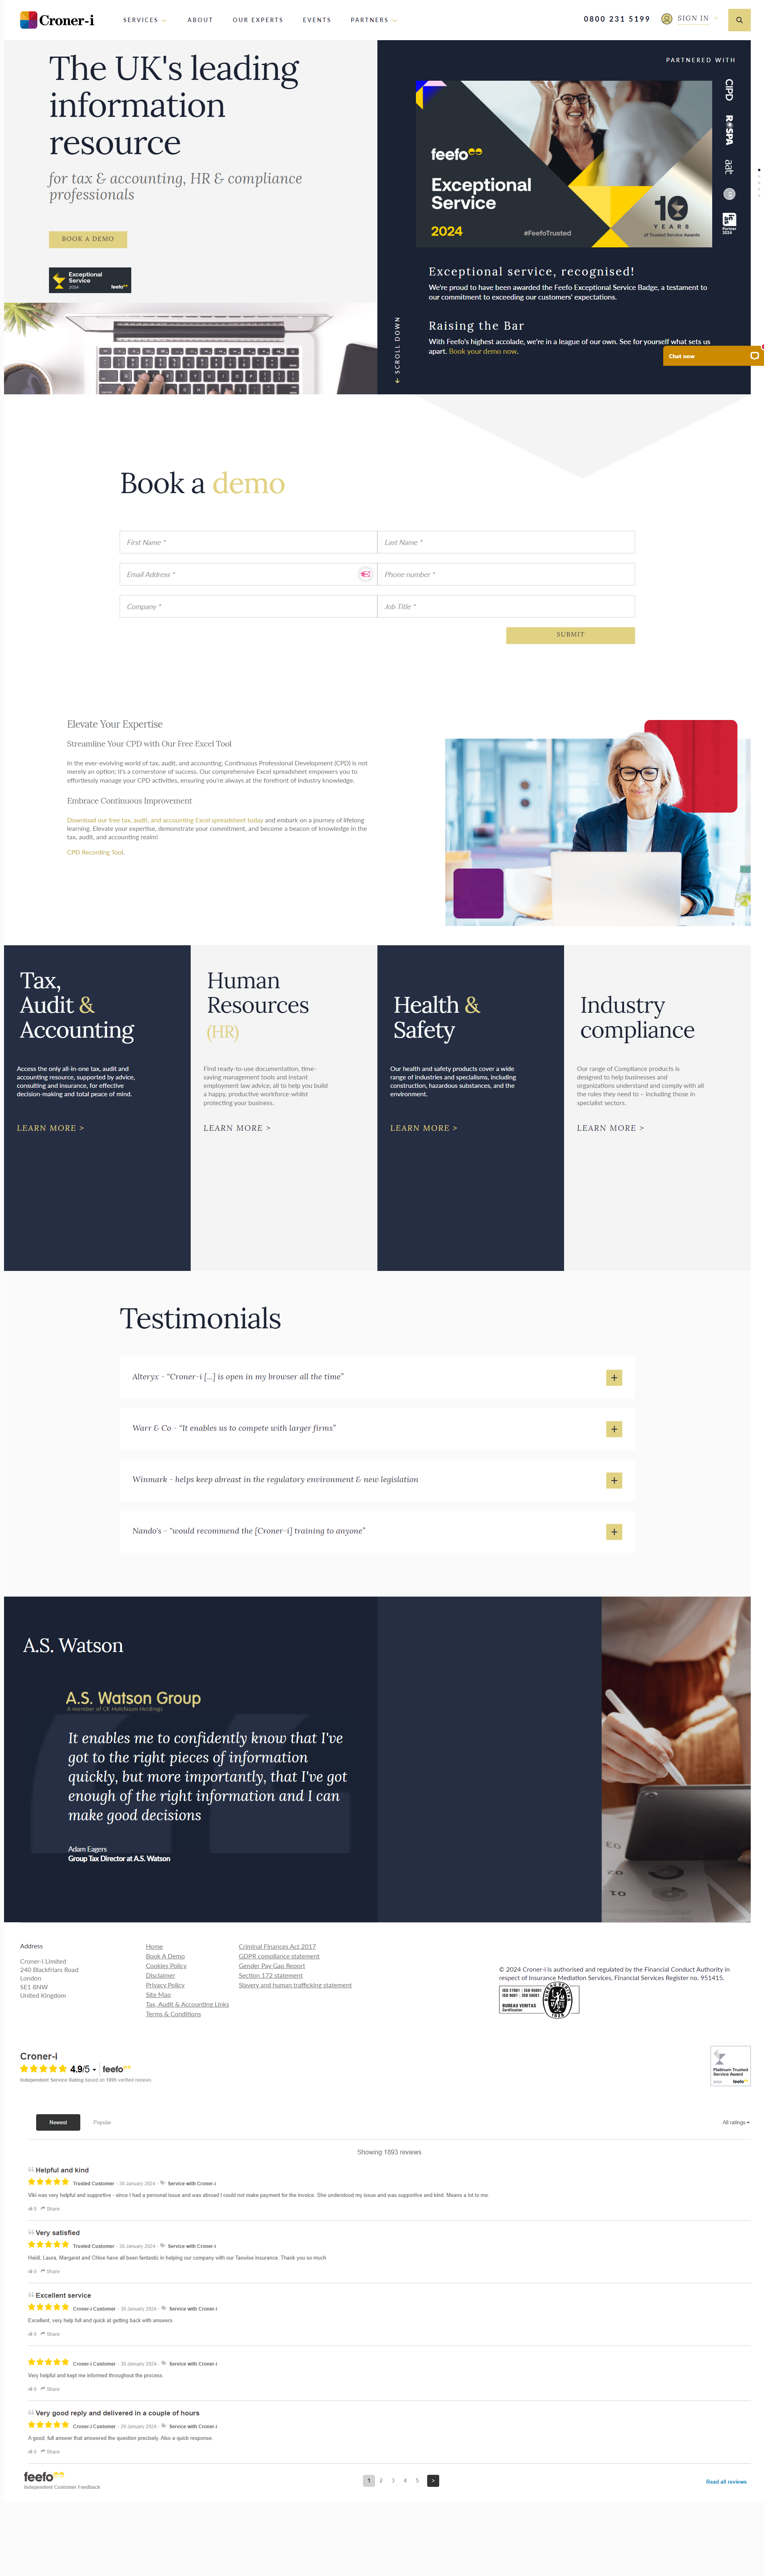 Croner-i
SERVICES
ABOUT
OUR EXPERTS
EVENTS
PARTNERS
0800 231 5199
SIGN IN
The UK's leading
information
resource
for tax & accounting, HR & compliance
professionals
BOOK A DEMO
Exceptional
Service
2024
feefo
PARTNERED WITH
CIPD
RoSPA
aat
Partner
2024
feefo
Exceptional
Service
2024
#FeefoTrusted
10
YEARS
of Trusted Service Awards
Exceptional service, recognised!
We're proud to have been awarded the Feefo Exceptional Service Badge, a testament to
our commitment to exceeding our customers' expectations.
Raising the Bar
With Feefo's highest accolade, we're in a league of our own. See for yourself what sets us
apart. Book your demo now.
SCROLL DOWN
Chat now
Book a demo
First Name *
Last Name *
Email Address *
Phone number *
Company *
Job Title *
SUBMIT
Elevate Your Expertise
Streamline Your CPD with Our Free Excel Tool
In the ever-evolving world of tax, audit, and accounting, Continuous Professional Development (CPD) is not
merely an option; it's a cornerstone of success. Our comprehensive Excel spreadsheet empowers you to
effortlessly manage your CPD activities, ensuring you're always at the forefront of industry knowledge.
Embrace Continuous Improvement
Download our free tax, audit, and accounting Excel spreadsheet today and embark on a journey of lifelong
learning. Elevate your expertise, demonstrate your commitment, and become a beacon of knowledge in the
tax, audit, and accounting realm!
CPD Recording Tool.
Tax,
Audit &
Accounting
Access the only all-in-one tax, audit and
accounting resource, supported by advice,
consulting and insurance, for effective
decision-making and total peace of mind.
LEARN MORE >
Human
Resources
(HR)
Find ready-to-use documentation, time-
saving management tools and instant
employment law advice, all to help you build
a happy, productive workforce-whilst
protecting your business.
LEARN MORE >
Health &
Safety
Our health and safety products cover a wide
range of industries and specialisms, including
construction, hazardous substances, and the
environment.
LEARN MORE >
Industry
compliance
Our range of Compliance products is
designed to help businesses and
organizations understand and comply with all
the rules they need to – including those in
specialist sectors.
LEARN MORE >
Testimonials
Alteryx - "Croner-i [...] is open in my browser all the time"
Warr & Co - "It enables us to compete with larger firms"
Winmark - helps keep abreast in the regulatory environment & new legislation
Nando's - "would recommend the [Croner-i] training to anyone"
A.S. Watson
A.S. Watson Group
A member of CK Hutchison Holdings
It enables me to confidently know that I've
got to the right pieces of information
quickly, but more importantly, that I've got
enough of the right information and I can
make good decisions
Adam Eagers
Group Tax Director at A.S. Watson
Address
Croner-I Limited
240 Blackfriars Road
London
SE1 8NW
United Kingdom
Home
Book A Demo
Cookies Policy
Disclaimer
Privacy Policy
Site Map
Tax, Audit & Accounting Links
Terms & Conditions
Criminal Finances Act 2017
GDPR compliance statement
Gender Pay Gap Report
Section 172 statement
Slavery and human trafficking statement
© 2024 Croner-i is authorised and regulated by the Financial Conduct Authority in
respect of Insurance Mediation Services, Financial Services Register no. 951415.
BUREAU VERITAS
Certification
Croner-i
4.9/5
feefo
Independent Service Rating based on 1895 verified reviews.
Platinum Trusted
Service Award
feefo
Newest
Popular
All ratings
Showing 1893 reviews
Helpful and kind
Trusted Customer - 30 January 2024 - Service with Croner-i
Viki was very helpful and supportive - since I had a personal issue and was abroad I could not make payment for the invoice. She understood my issue and was supportive and kind. Means a lot to me
0 Share
Very satisfied
Trusted Customer - 30 January 2024 - Service with Croner-i
Heidi, Laura, Margaret and Chloe have all been fantastic in helping our company with our Taxwise insurance. Thank you so much
0 Share
Excellent service
Croner-i Customer - 30 January 2024 - Service with Croner-i
Excellent, very help full and quick at getting back with answers
0 Share
Croner-i Customer - 30 January 2024 - Service with Croner-i
Very helpful and kept me informed throughout the process.
0 Share
Very good reply and delivered in a couple of hours
Croner-i Customer - 29 January 2024 - Service with Croner-i
A good, full answer that answered the question precisely. Also a quick response.
0 Share
feefo
Independent Customer Feedback
1 2 3 4 5 >
Read all reviews